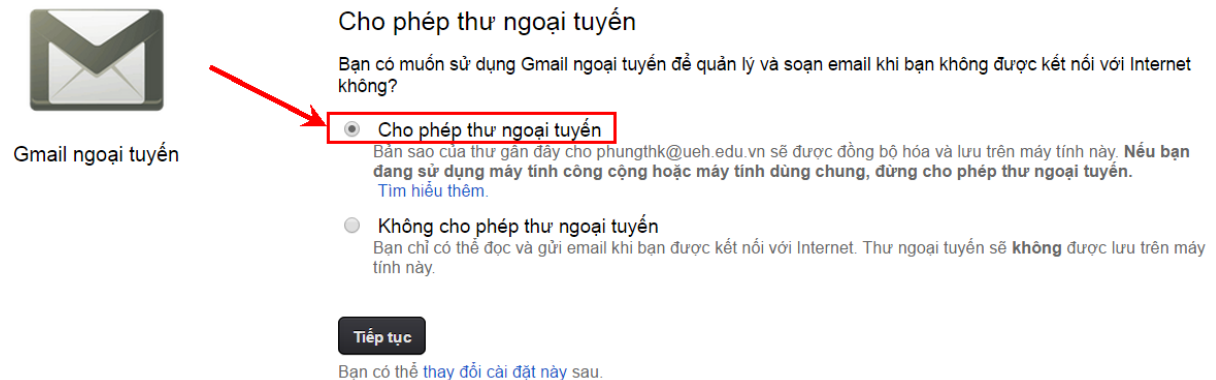 Cho phép thư ngoại tuyến
Bạn có muốn sử dụng Gmail ngoại tuyến để quản lý và soạn email khi bạn không được kết nối với Internet
không?
Cho phép thư ngoại tuyến
Bản sao của thư gần đây cho phungthk@ueh.edu.vn sẽ được đồng bộ hóa và lưu trên máy tính này. Nếu bạn
đang sử dụng máy tính công cộng hoặc máy tính dùng chung, đừng cho phép thư ngoại tuyến.
Tìm hiểu thêm.
Gmail ngoại tuyến
Không cho phép thư ngoại tuyến
Bạn chỉ có thể đọc và gửi email khi bạn được kết nối với Internet. Thư ngoại tuyến sẽ không được lưu trên máy
tính này.
Tiếp tục
Bạn có thể thay đổi cài đặt này sau.